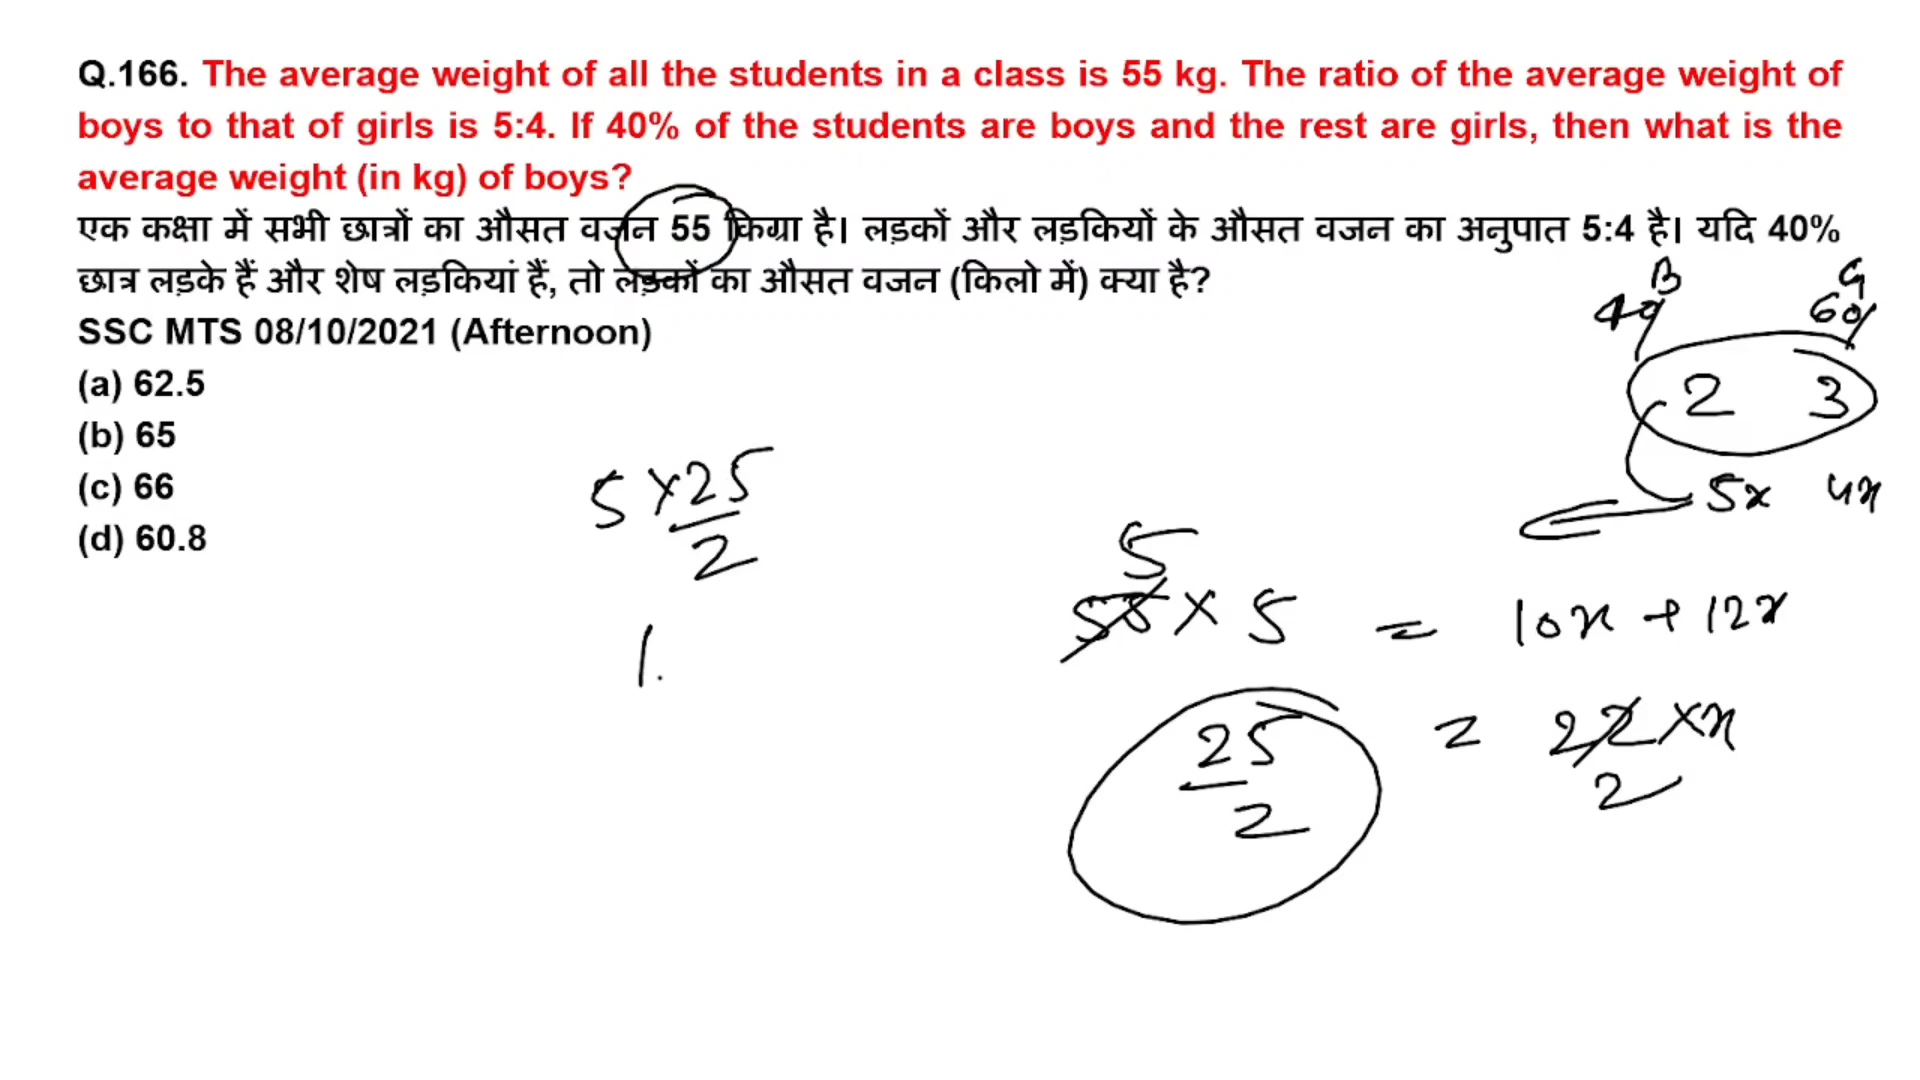 Q.166. The average weight of all the students in a class is 55 kg. The ratio of the average weight of
boys to that of girls is 5:4. If 40% of the students are boys and the rest are girls, then what is the
average weight (in kg) of boys?
एक कक्षा में सभी छात्रों का औसत वजन 55 किग्रा है। लड़कों और लड़कियों के औसत वजन का अनुपात 5:4 है। यदि 40%
छात्र लड़के हैं और शेष लड़कियां हैं, तो लड़कों का औसत वजन (किलो में) क्या है?
SSC MTS 08/10/2021 (Afternoon)
(a) 62.5
(b) 65
(c) 66
(d) 60.8
B G
40% 60%
2 3
5x 4x
5 × 25
2
5
55 × 5 = 10x + 12x
25 = 22 × x
2 2